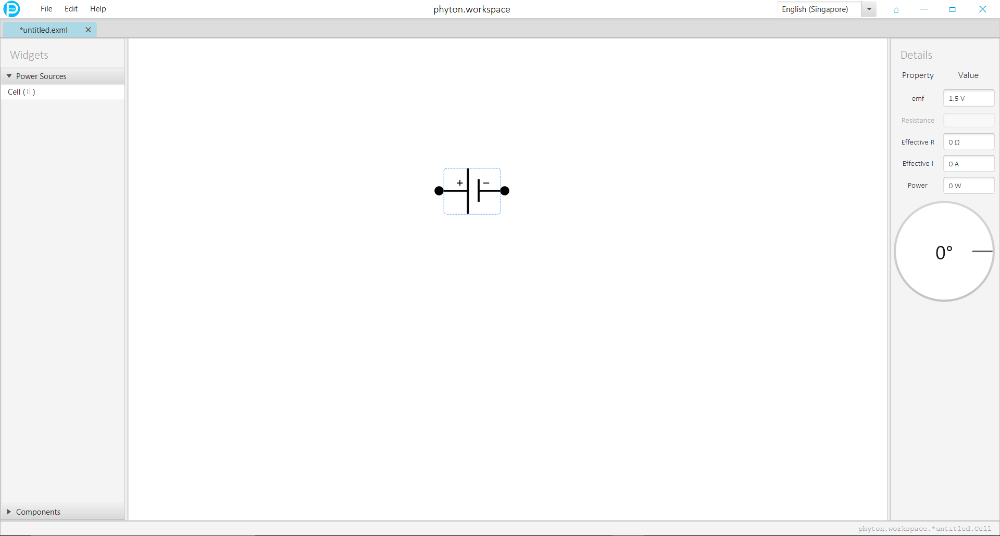 File Edit Help
phyton.workspace
English (Singapore)
*untitled.exml
Widgets
Power Sources
Cell ( || )
Components
+ −
Details
Property Value
emf 1.5 V
Resistance
Effective R 0 Ω
Effective I 0 A
Power 0 W
0°
phyton.workspace.*untitled.Cell